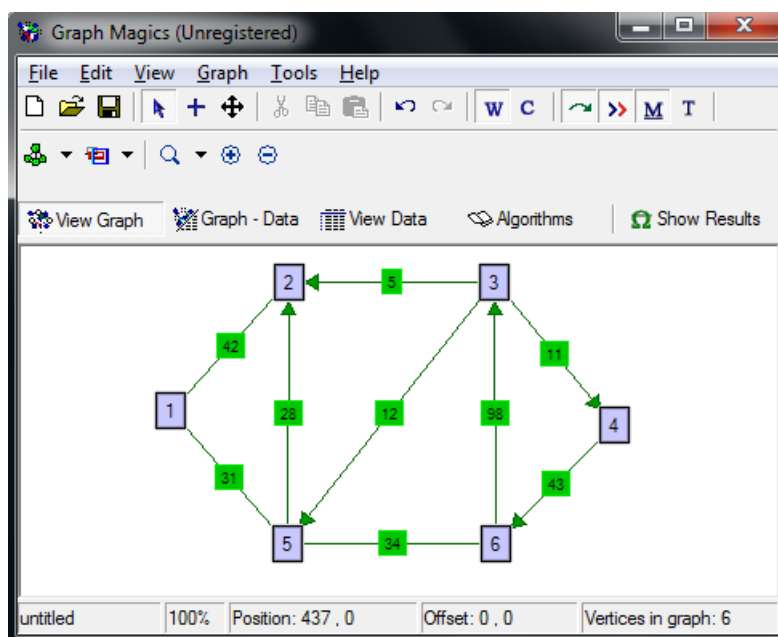 Graph Magics (Unregistered)
File Edit View Graph Tools Help
W C M T
View Graph Graph - Data View Data Algorithms Ω Show Results
2 5 3
42 11
1 28 12 98 4
31 43
5 34 6
untitled 100% Position: 437 , 0 Offset: 0 , 0 Vertices in graph: 6